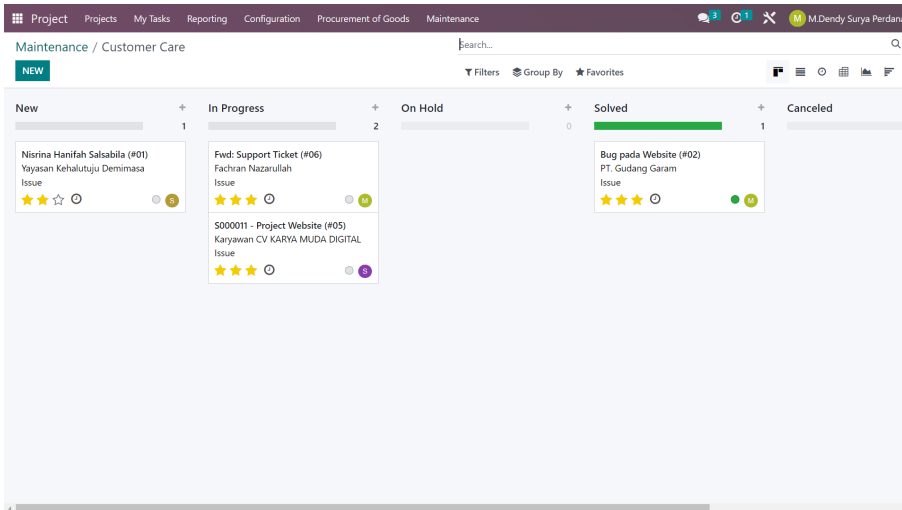 Project Projects My Tasks Reporting Configuration Procurement of Goods Maintenance 3 1 M M.Dendy Surya Perdana
Maintenance / Customer Care
Search...
NEW
Filters Group By Favorites
New
1
Nisrina Hanifah Salsabila (#01)
Yayasan Kehalutuju Demimasa
Issue
S
In Progress
2
Fwd: Support Ticket (#06)
Fachran Nazarullah
Issue
M
S000011 - Project Website (#05)
Karyawan CV KARYA MUDA DIGITAL
Issue
S
On Hold
0
Solved
1
Bug pada Website (#02)
PT. Gudang Garam
Issue
M
Canceled